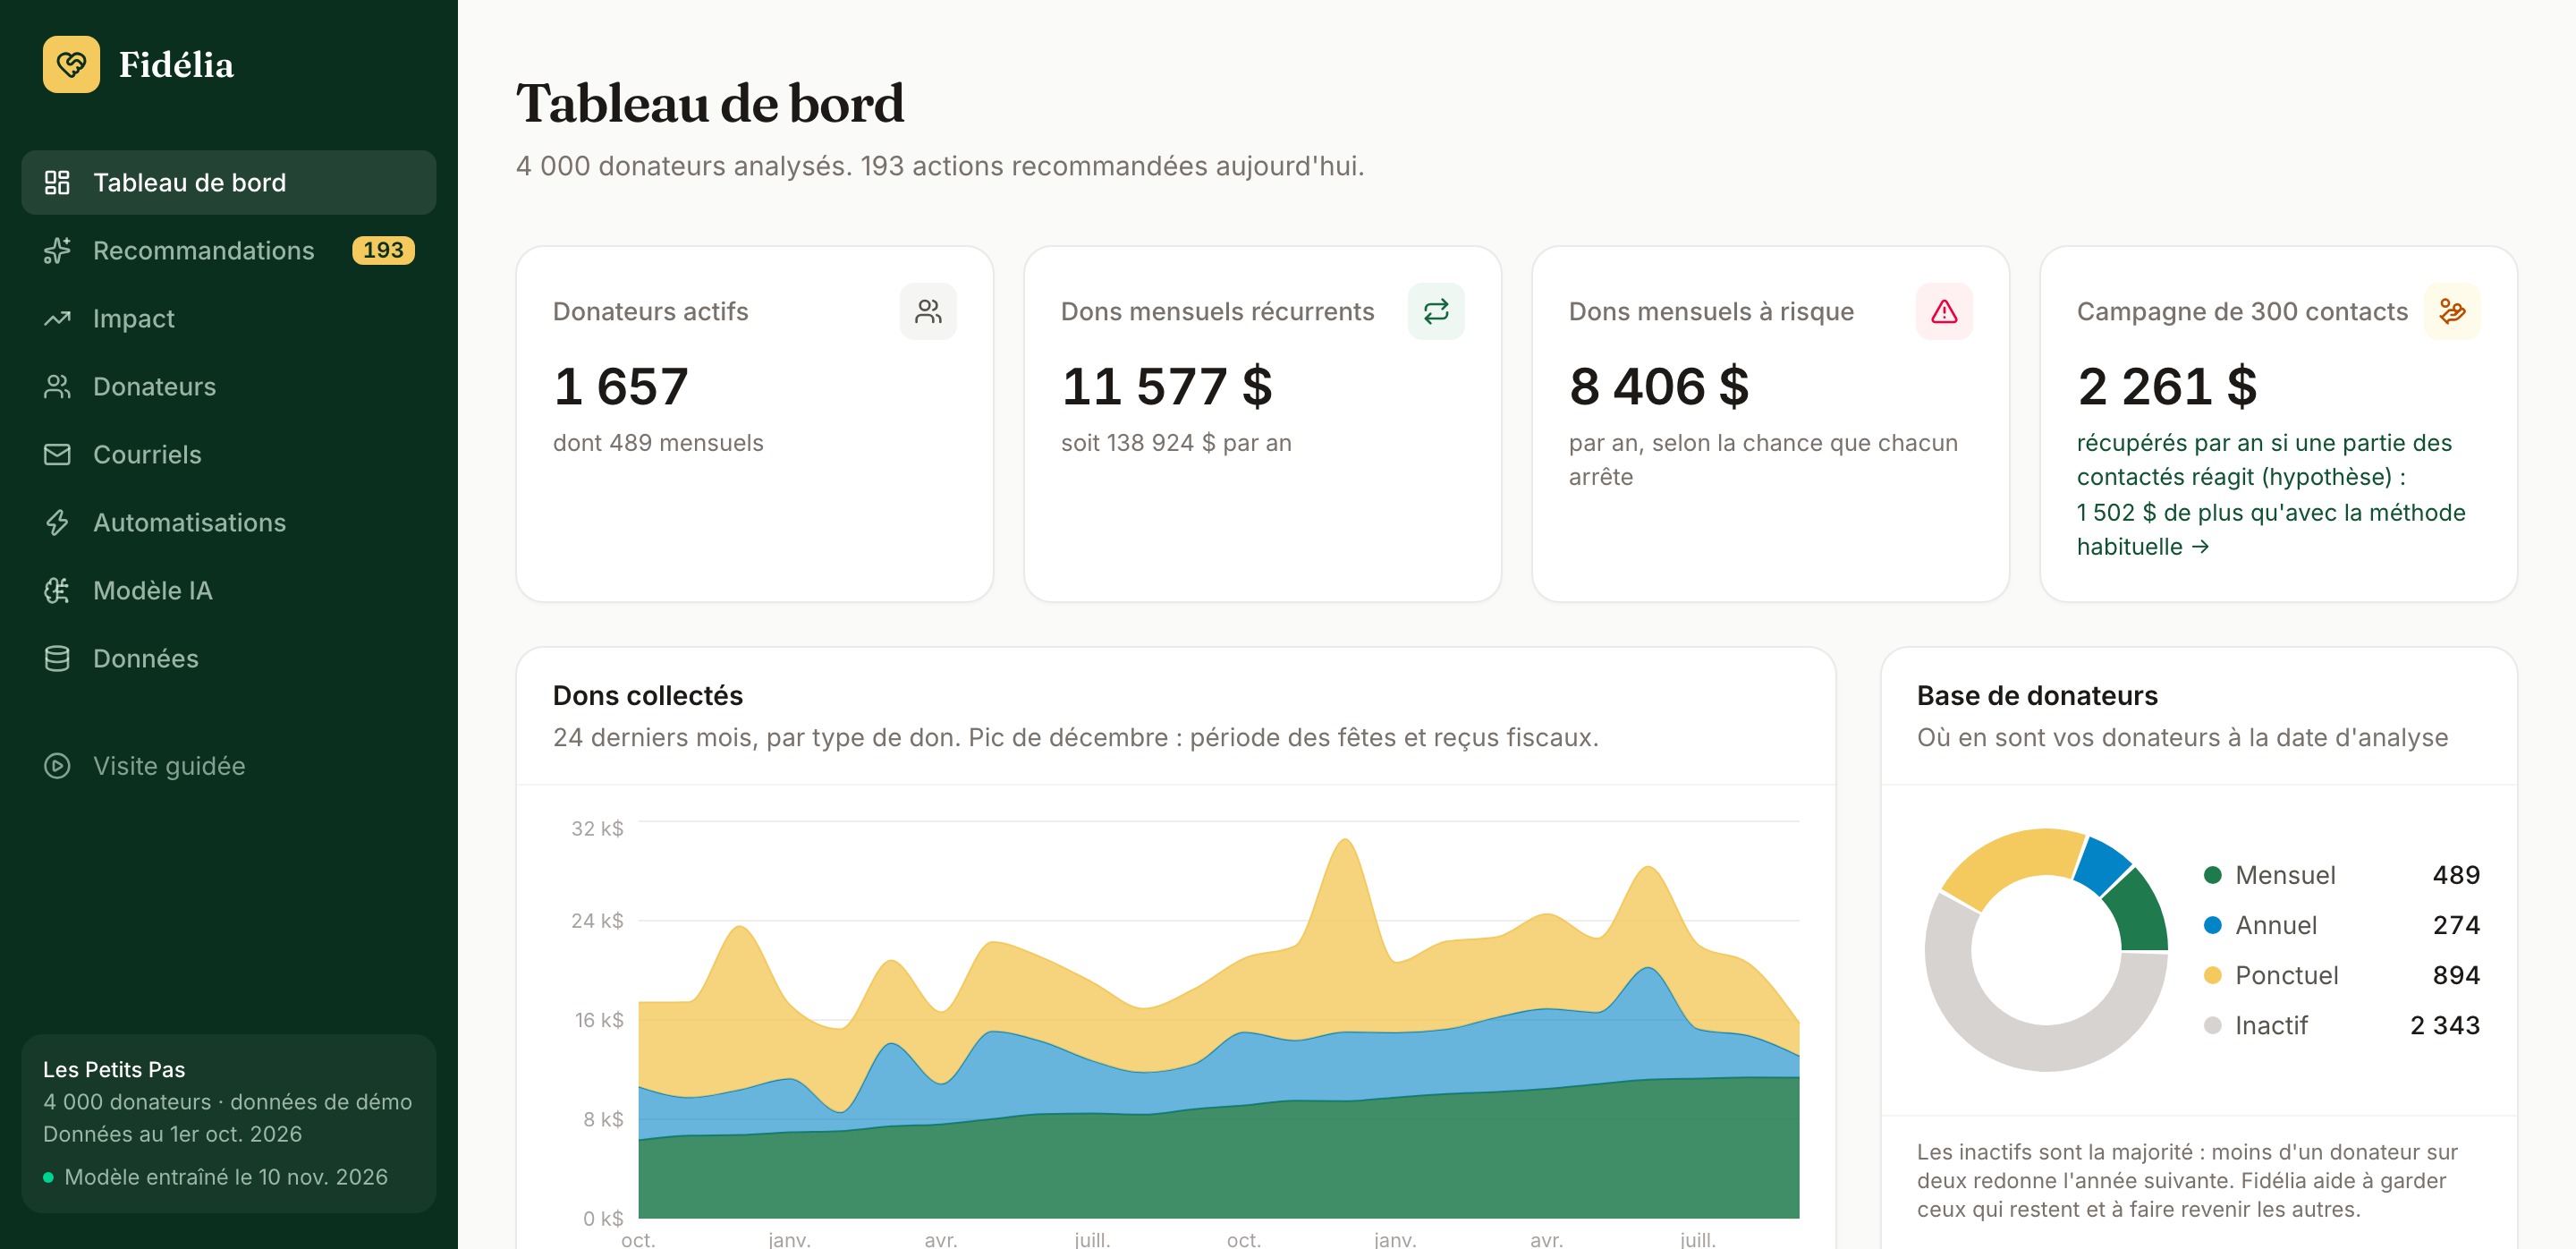 Fidélia
Tableau de bord
Recommandations 193
Impact
Donateurs
Courriels
Automatisations
Modèle IA
Données
Visite guidée
Les Petits Pas
4 000 donateurs · données de démo
Données au 1er oct. 2026
Modèle entraîné le 10 nov. 2026
Tableau de bord
4 000 donateurs analysés. 193 actions recommandées aujourd'hui.
Donateurs actifs
1 657
dont 489 mensuels
Dons mensuels récurrents
11 577 $
soit 138 924 $ par an
Dons mensuels à risque
8 406 $
par an, selon la chance que chacun
arrête
Campagne de 300 contacts
2 261 $
récupérés par an si une partie des
contactés réagit (hypothèse) :
1 502 $ de plus qu'avec la méthode
habituelle →
Dons collectés
24 derniers mois, par type de don. Pic de décembre : période des fêtes et reçus fiscaux.
32 k$
24 k$
16 k$
8 k$
0 k$
oct. janv. avr. juill. oct. janv. avr. juill.
Base de donateurs
Où en sont vos donateurs à la date d'analyse
Mensuel 489
Annuel 274
Ponctuel 894
Inactif 2 343
Les inactifs sont la majorité : moins d'un donateur sur
deux redonne l'année suivante. Fidélia aide à garder
ceux qui restent et à faire revenir les autres.